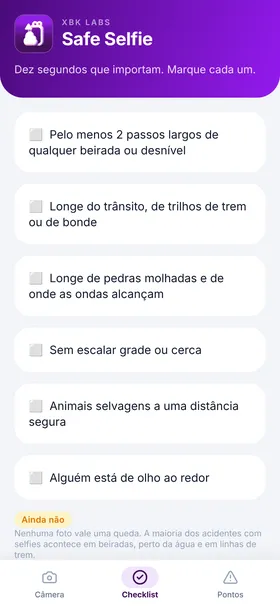 XBK LABS
Safe Selfie
Dez segundos que importam. Marque cada um.
Pelo menos 2 passos largos de
qualquer beirada ou desnível
Longe do trânsito, de trilhos de trem
ou de bonde
Longe de pedras molhadas e de
onde as ondas alcançam
Sem escalar grade ou cerca
Animais selvagens a uma distância
segura
Alguém está de olho ao redor
Ainda não
Nenhuma foto vale uma queda. A maioria dos acidentes com
selfies acontece em beiradas, perto da água e em linhas de
trem.
Câmera
Checklist
Pontos